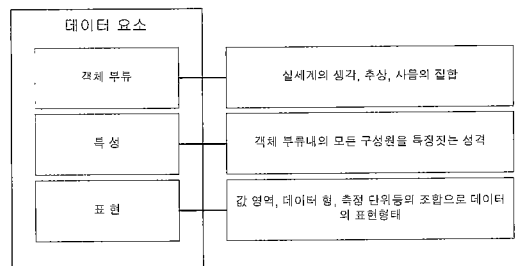 데이터 요소
객체 부류
실세계의 생각, 추상, 사물의 집합
특 성
객체 부류내의 모든 구성원을 특징짓는 성격
표 현
값 영역, 데이터 형, 측정 단위등의 조합으로 데이터
의 표현형태